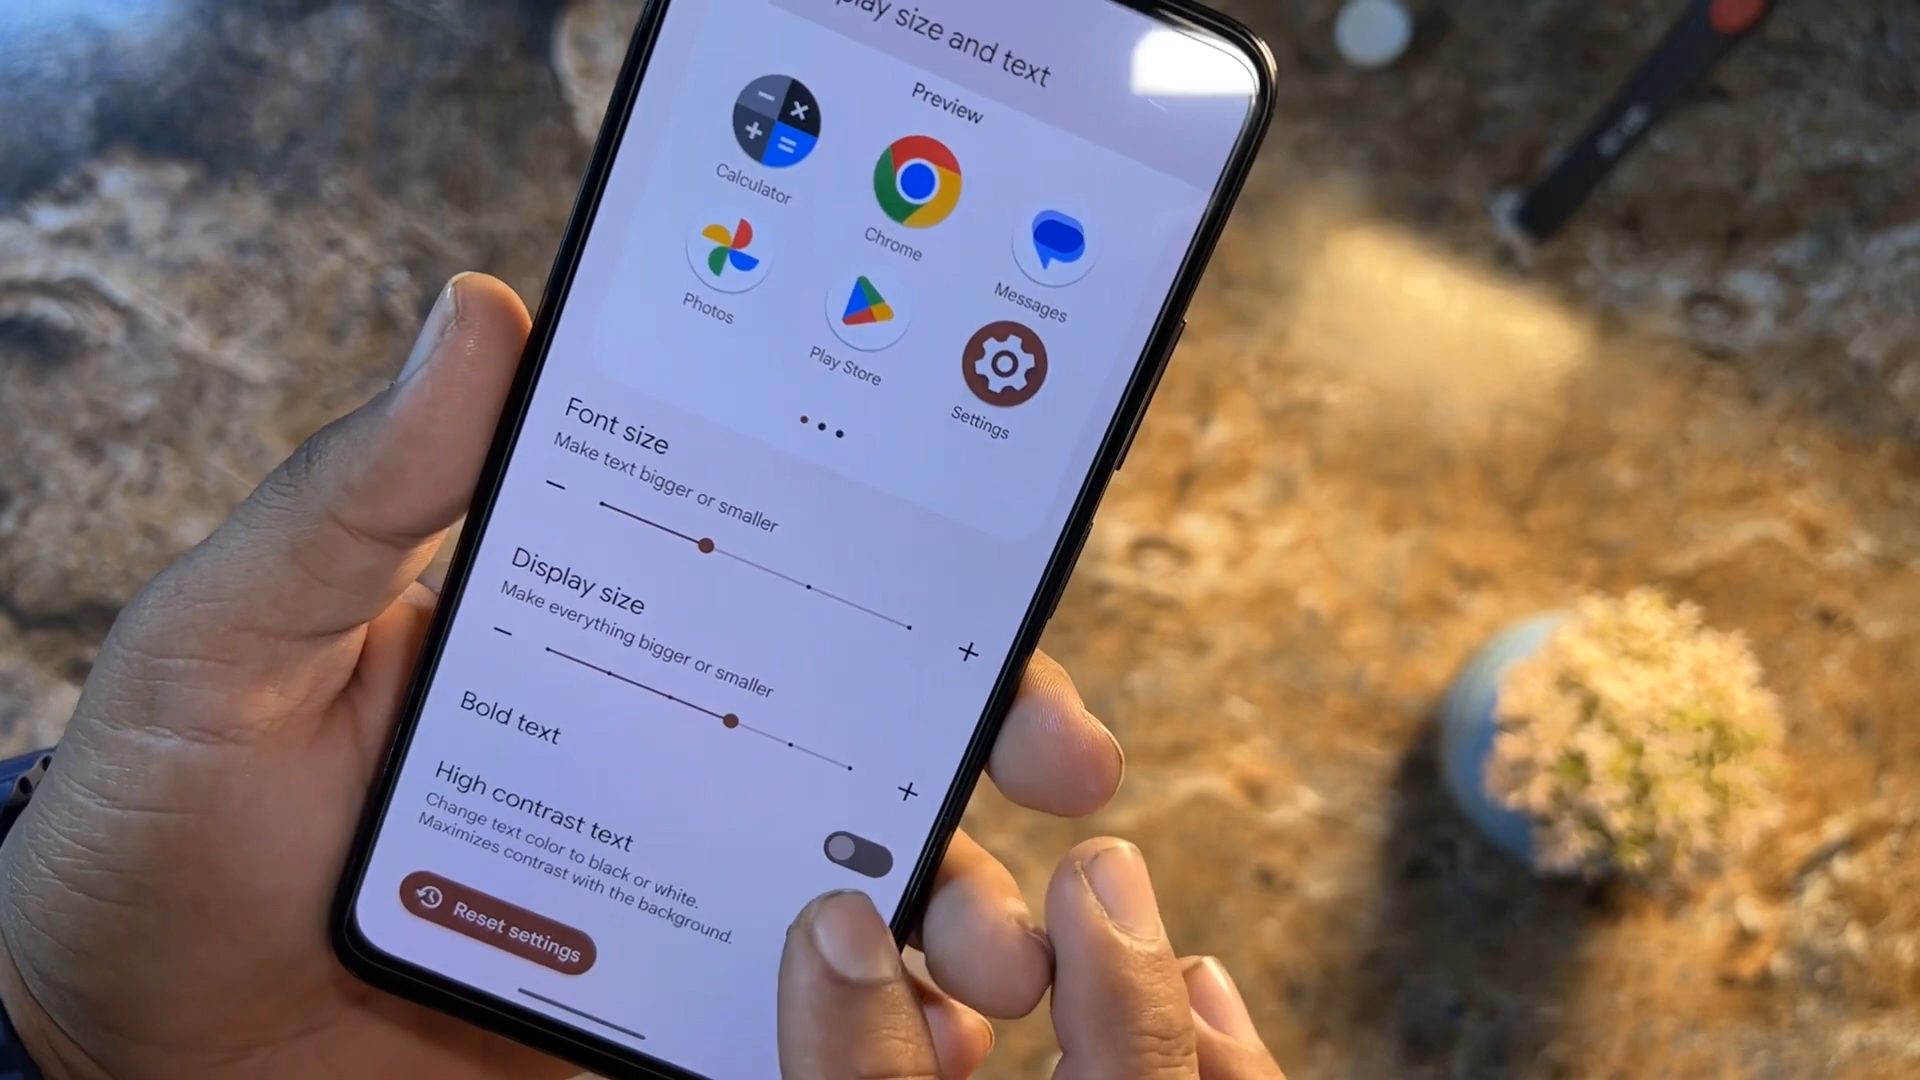 size and text
Preview
Calculator
Chrome
Messages
Photos
Play Store
Settings
Font size
Make text bigger or smaller
Display size
Make everything bigger or smaller
Bold text
High contrast text
Change text color to black or white.
Maximizes contrast with the background.
Reset settings